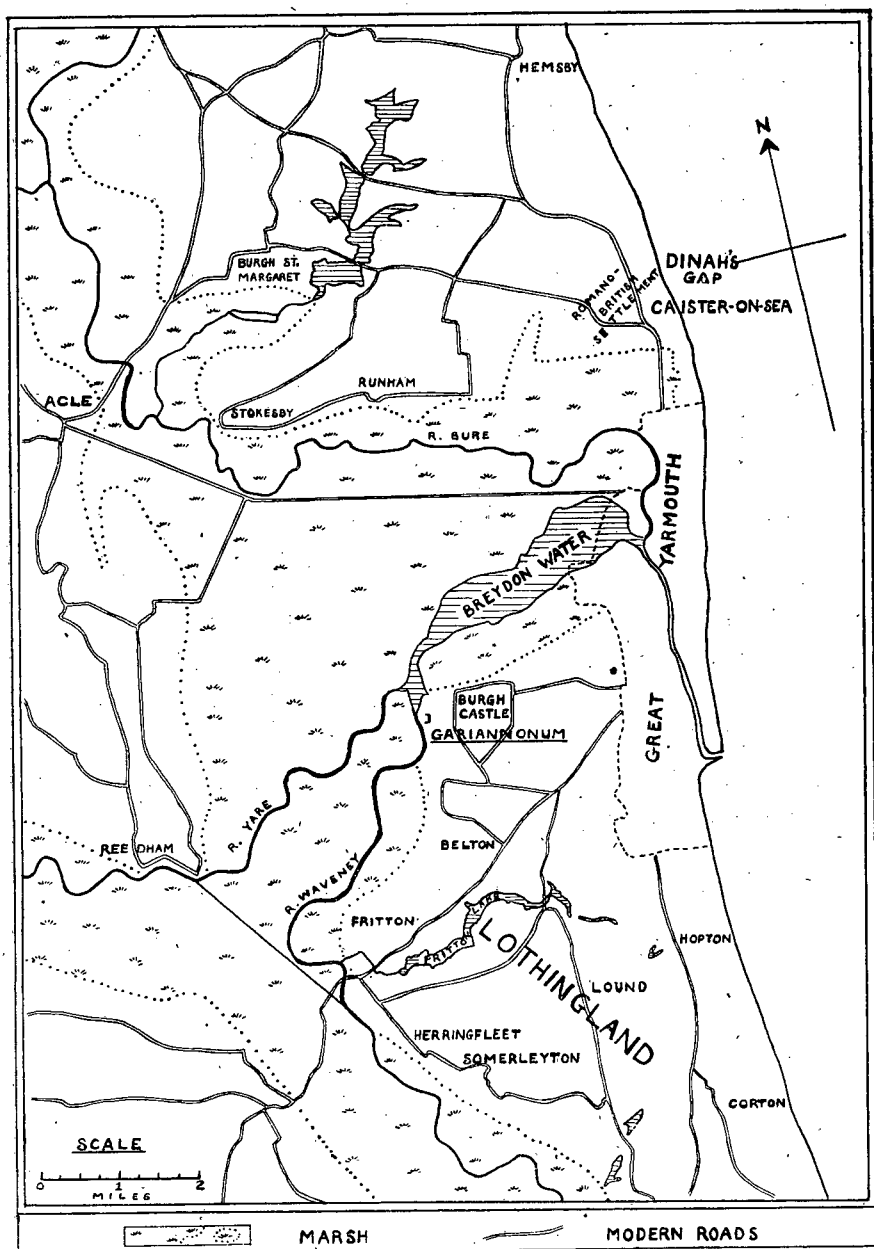 HEMSBY
N
BURGH ST.
MARGARET
DINAH'S
GAP
ROMANO-
BRITISH
SETTLEMENT
CAISTER-ON-SEA
ACLE
RUNHAM
STOKESBY
R. BURE
GREAT YARMOUTH
BREYDON WATER
BURGH
CASTLE
GARIANNONUM
R. YARE
REEDHAM
BELTON
R. WAVENEY
FRITTON
FRITTON LAKE
LOTHINGLAND
HOPTON
LOUND
HERRINGFLEET
SOMERLEYTON
CORTON
SCALE
0 1 2
MILES
MARSH
MODERN ROADS